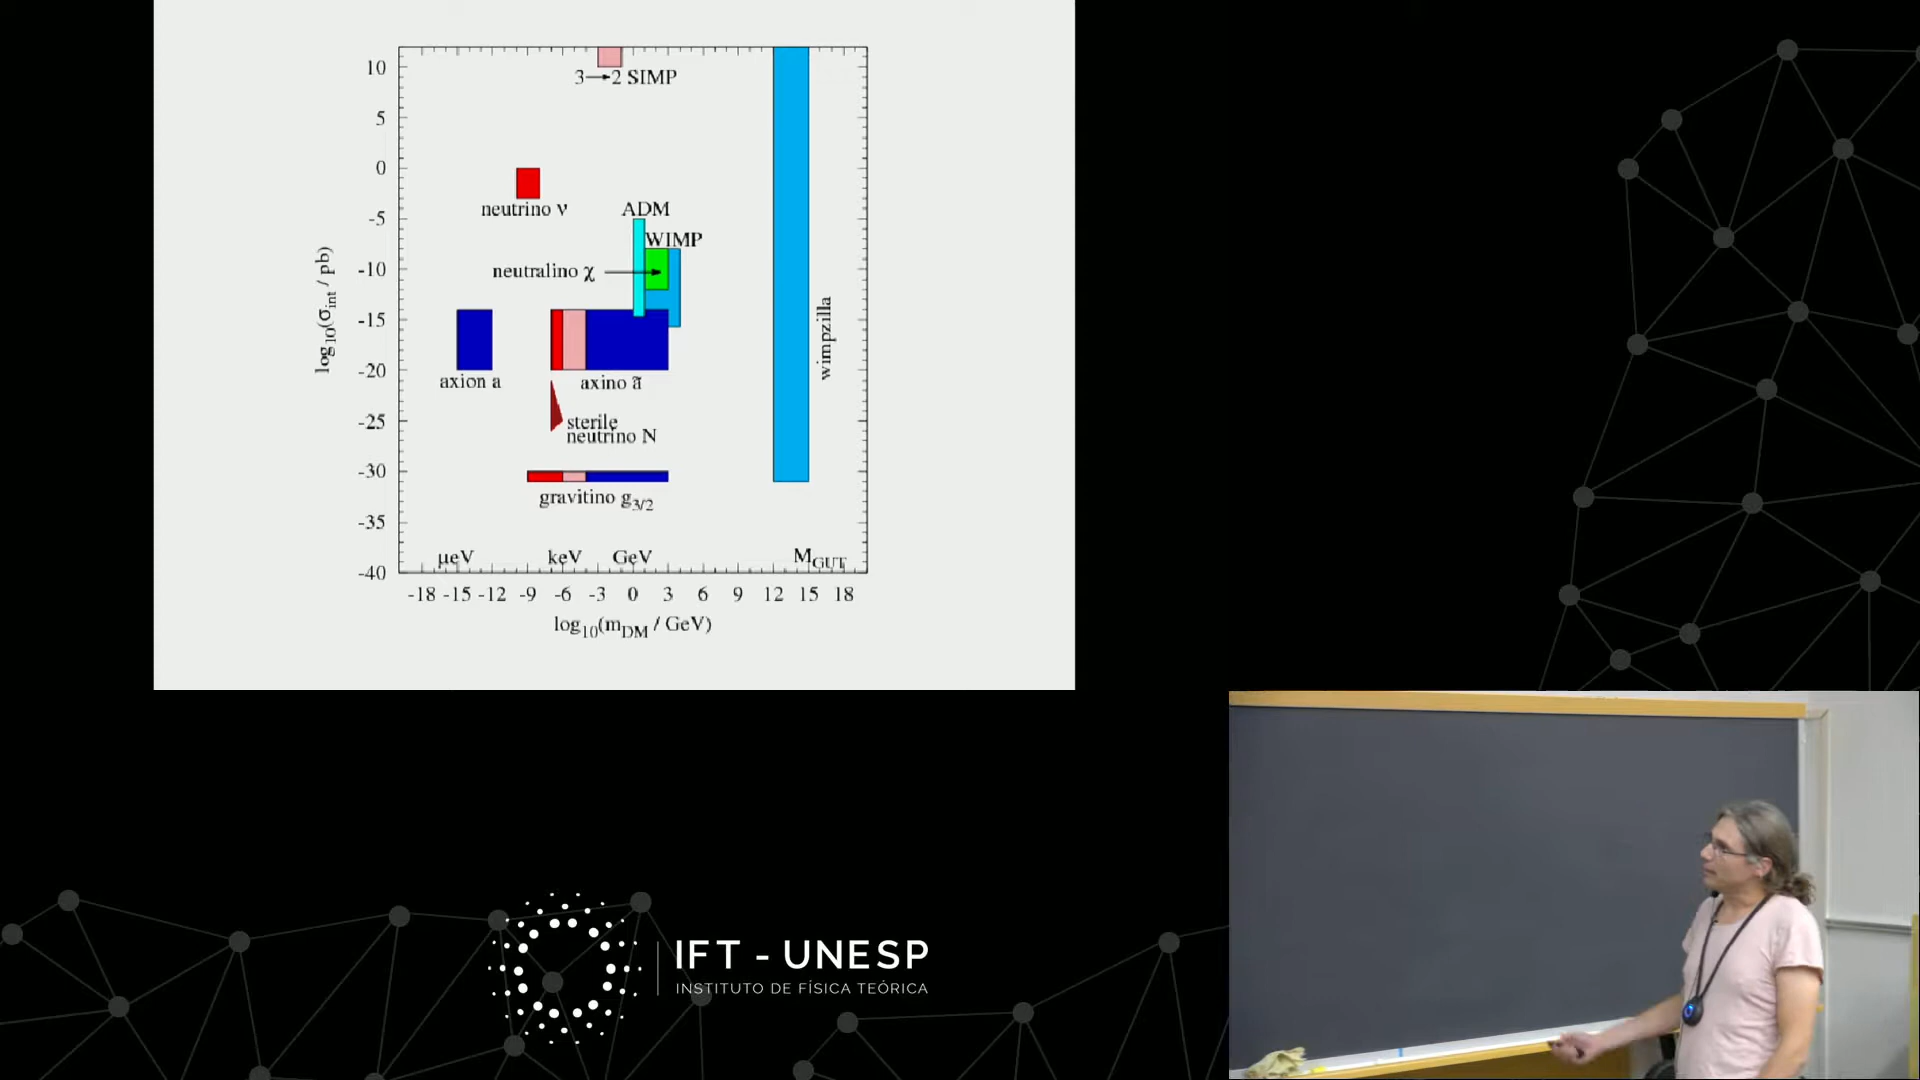 10
3→2 SIMP
5
0
neutrino ν
-5
ADM
WIMP
-10
neutralino χ
-15
-20
axion a
axino ã
-25
sterile
neutrino N
-30
gravitino g3/2
-35
-40
μeV
keV
GeV
MGUT
wimpzilla
log10(σint / pb)
-18 -15 -12 -9 -6 -3 0 3 6 9 12 15 18
log10(mDM / GeV)
IFT - UNESP
INSTITUTO DE FÍSICA TEÓRICA